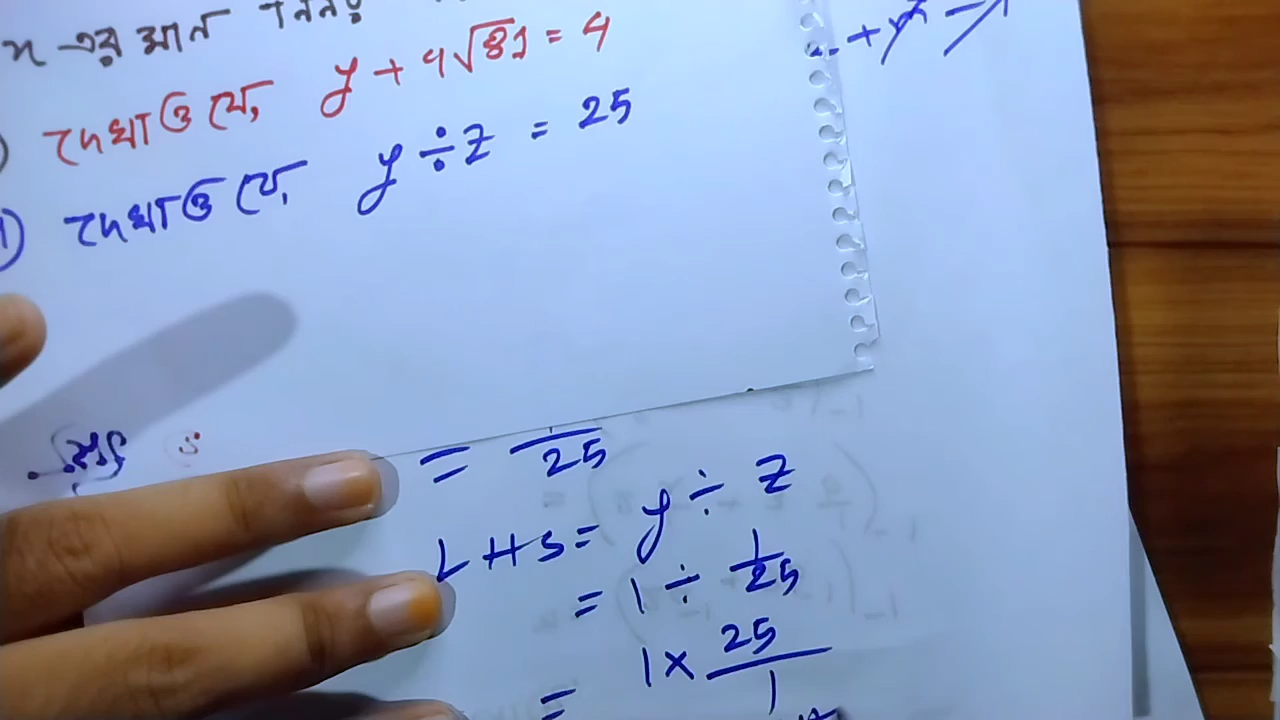 x এর মান নির্ণয়
দেখাও যে, y + 4√81 = 4
দেখাও যে, y ÷ z = 25
= 1/25
LHS = y ÷ z
= 1 ÷ 1/25
= 1 × 25/1